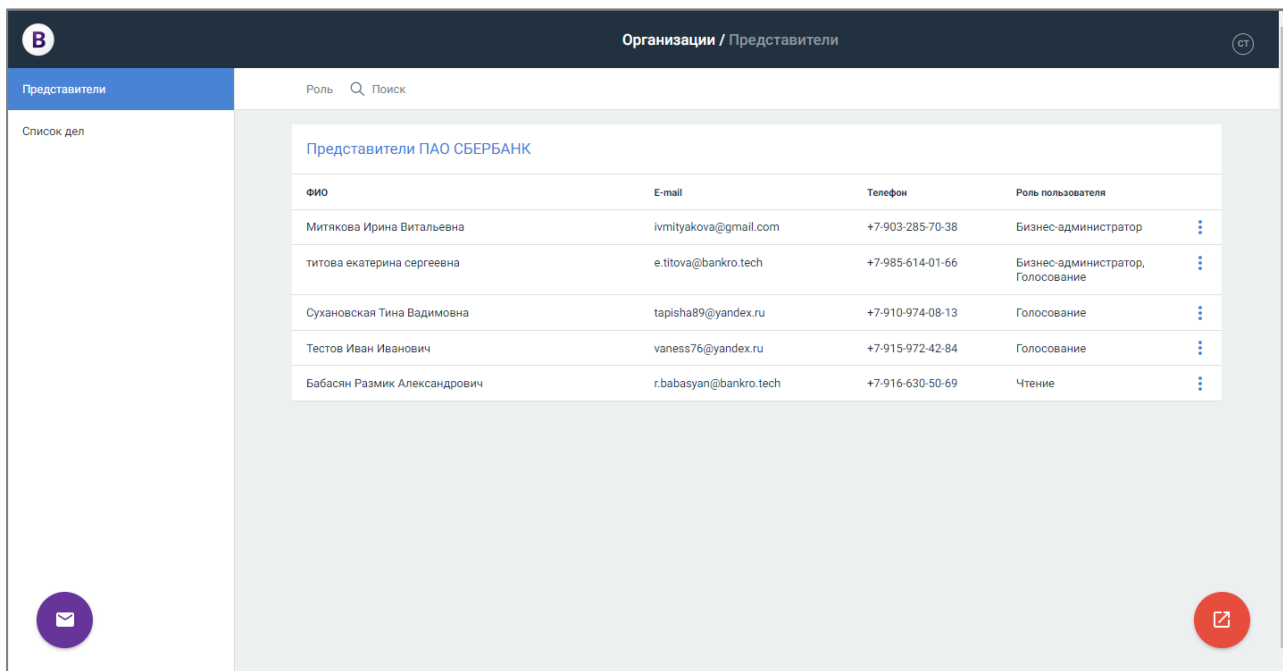 B
Организации / Представители
СТ
Представители
Роль Поиск
Список дел
Представители ПАО СБЕРБАНК
ФИО E-mail Телефон Роль пользователя
Митякова Ирина Витальевна ivmityakova@gmail.com +7-903-285-70-38 Бизнес-администратор
титова екатерина сергеевна e.titova@bankro.tech +7-985-614-01-66 Бизнес-администратор,
Голосование
Сухановская Тина Вадимовна tapisha89@yandex.ru +7-910-974-08-13 Голосование
Тестов Иван Иванович vaness76@yandex.ru +7-915-972-42-84 Голосование
Бабасян Размик Александрович r.babasyan@bankro.tech +7-916-630-50-69 Чтение